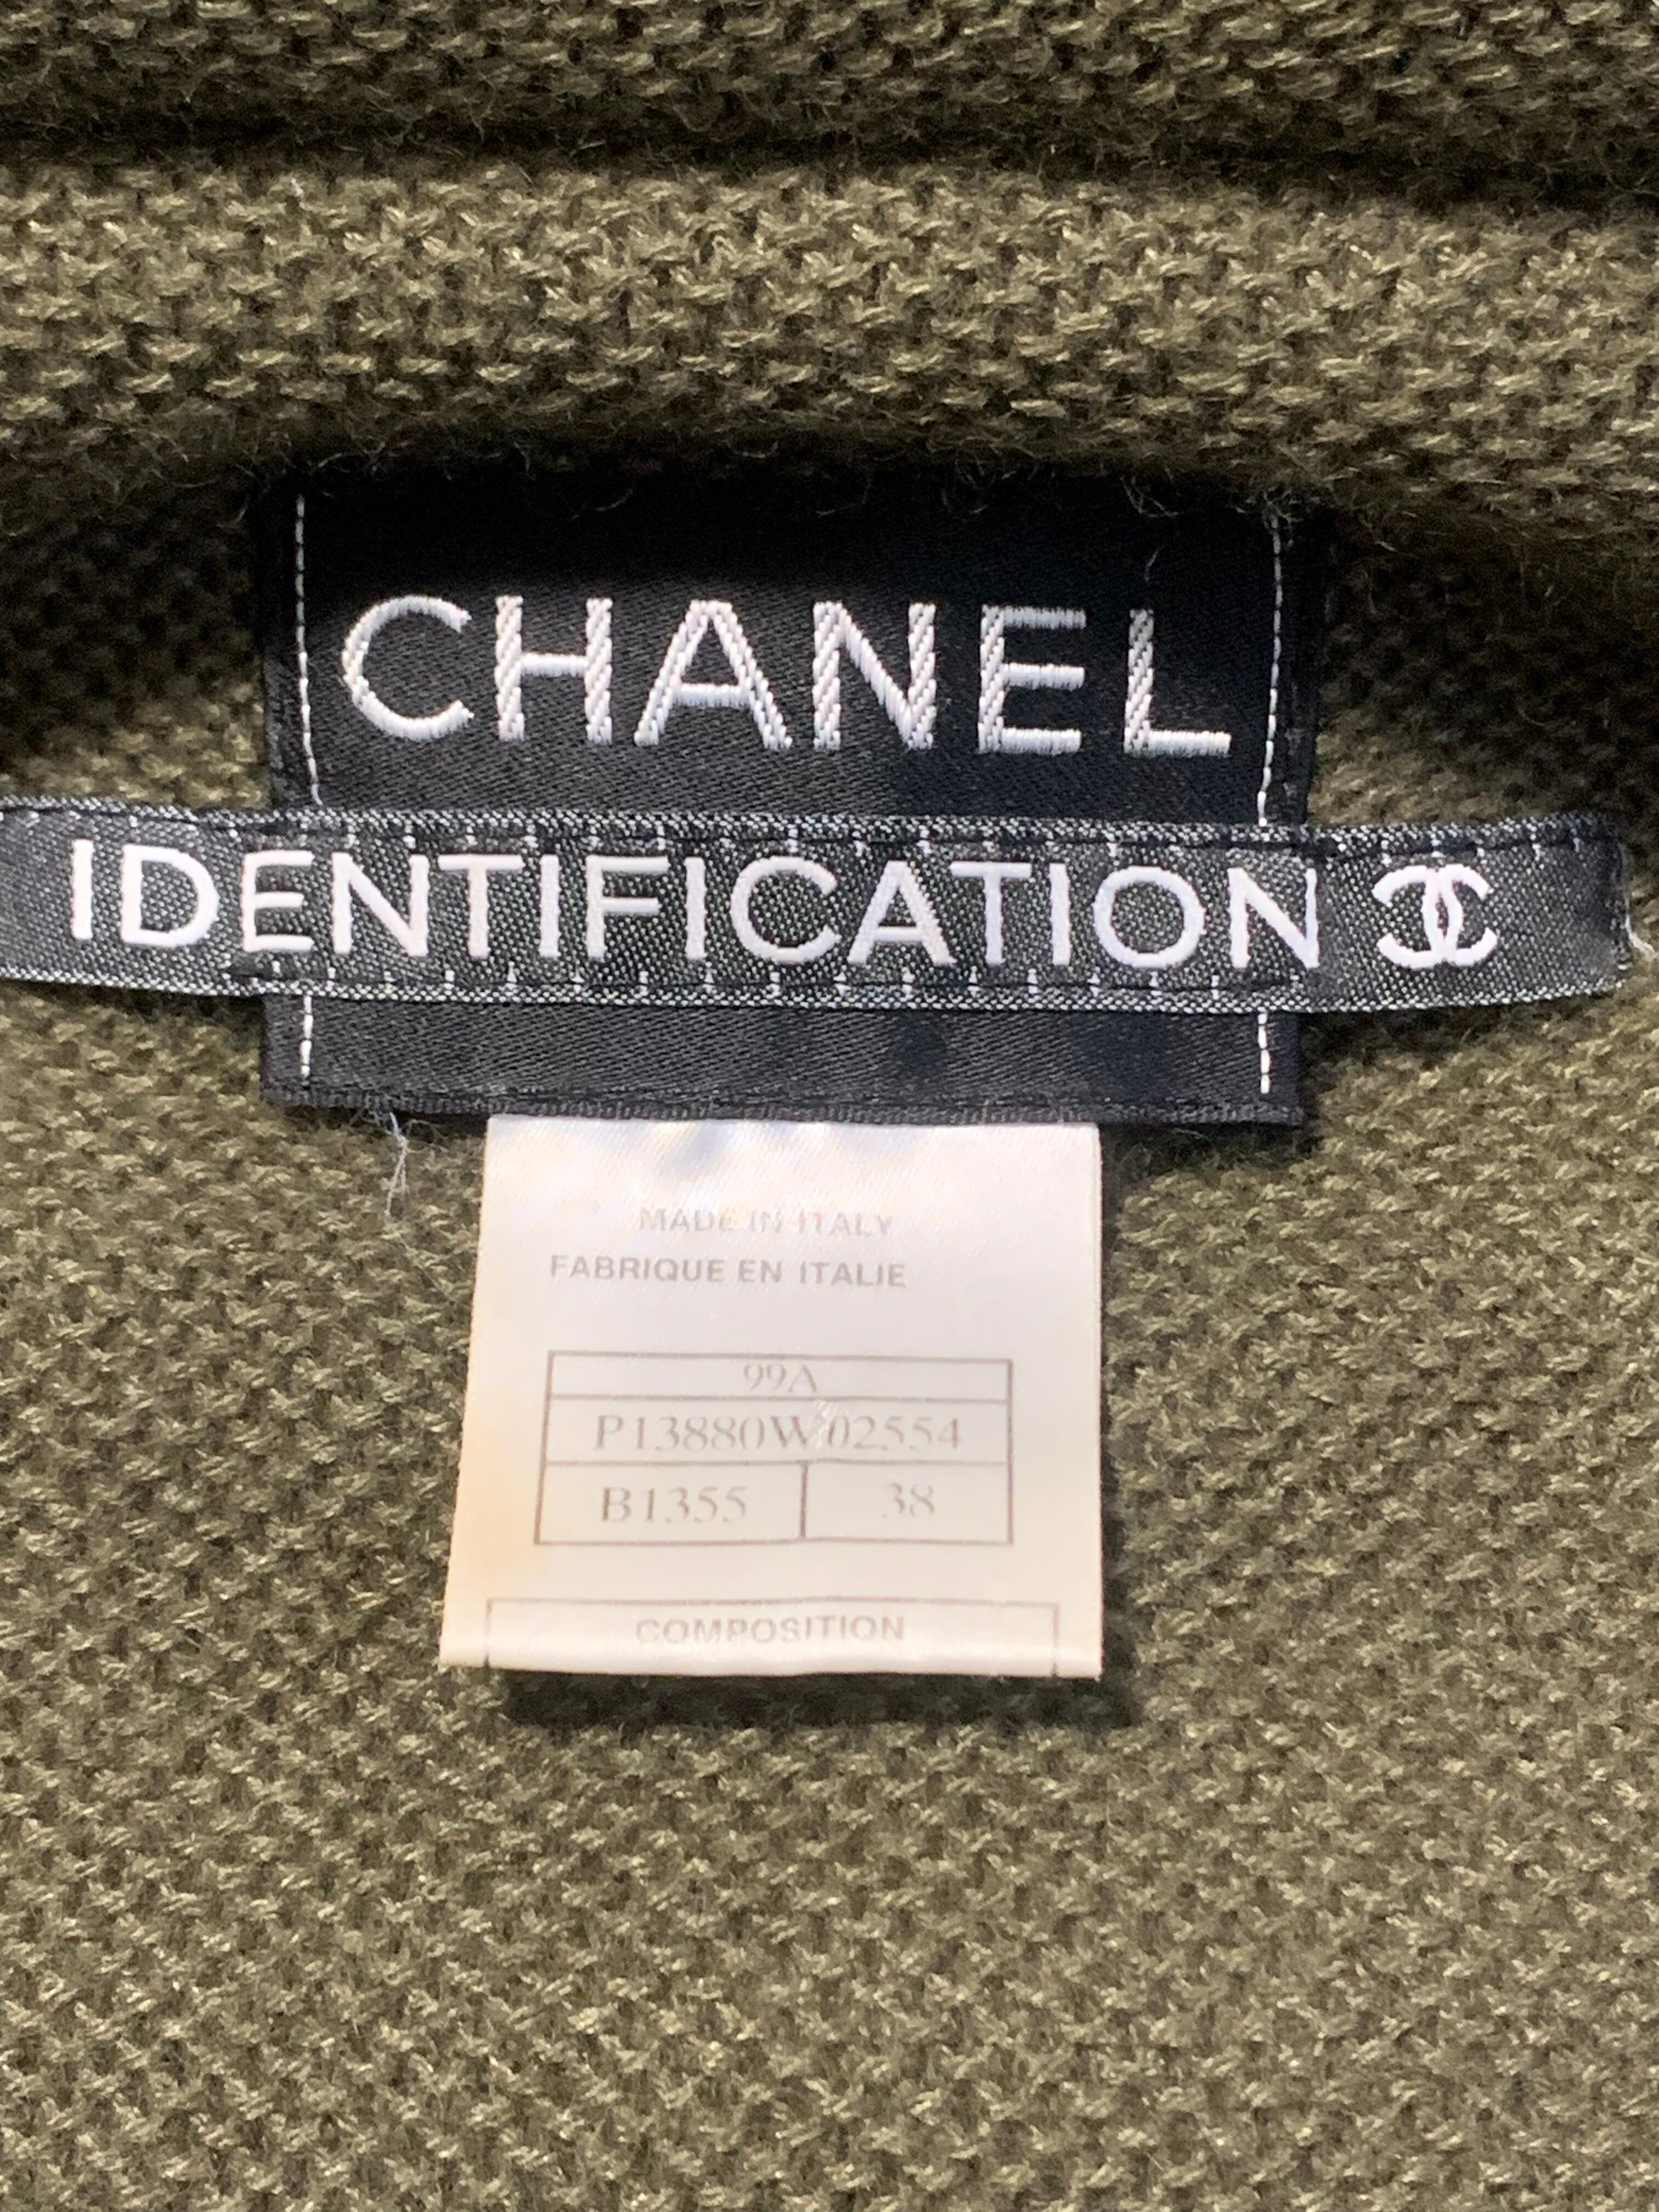 CHANEL
IDENTIFICATION
MADE IN ITALY
FABRIQUE EN ITALIE
99A
P13880W02554
B1355 38
COMPOSITION